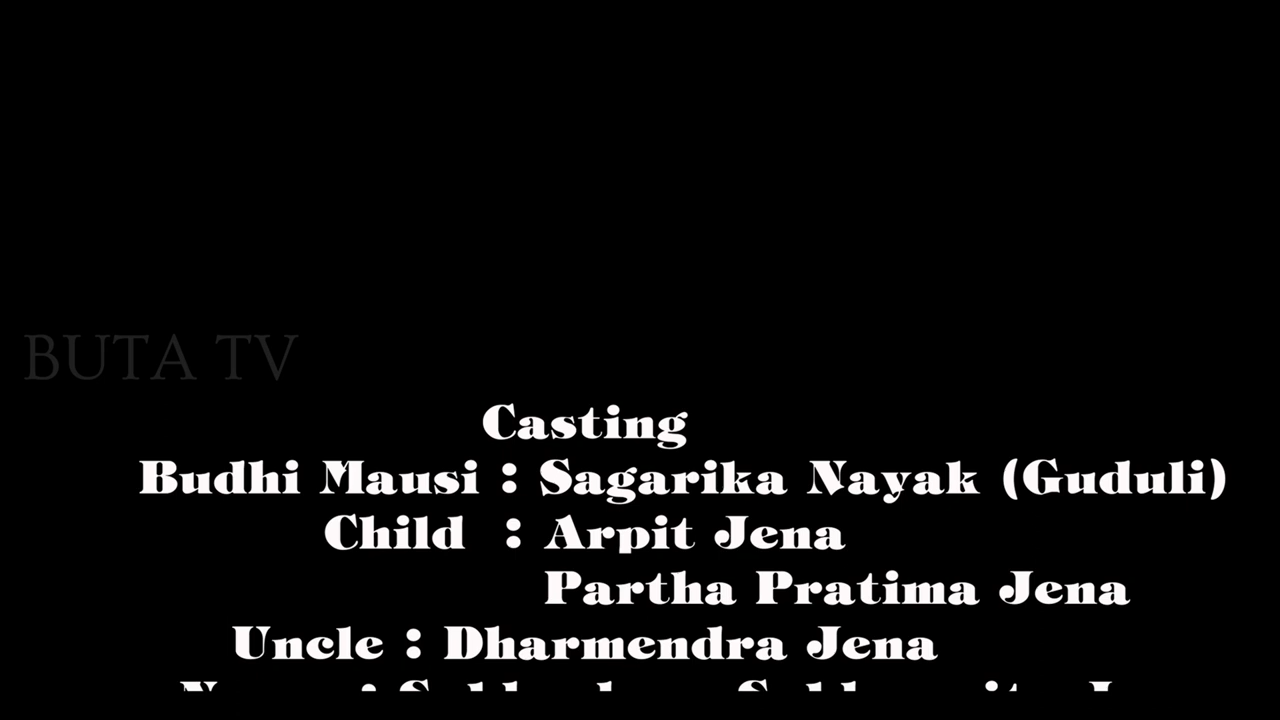 BUTA TV
Casting
Budhi Mausi : Sagarika Nayak (Guduli)
Child : Arpit Jena
Partha Pratima Jena
Uncle : Dharmendra Jena